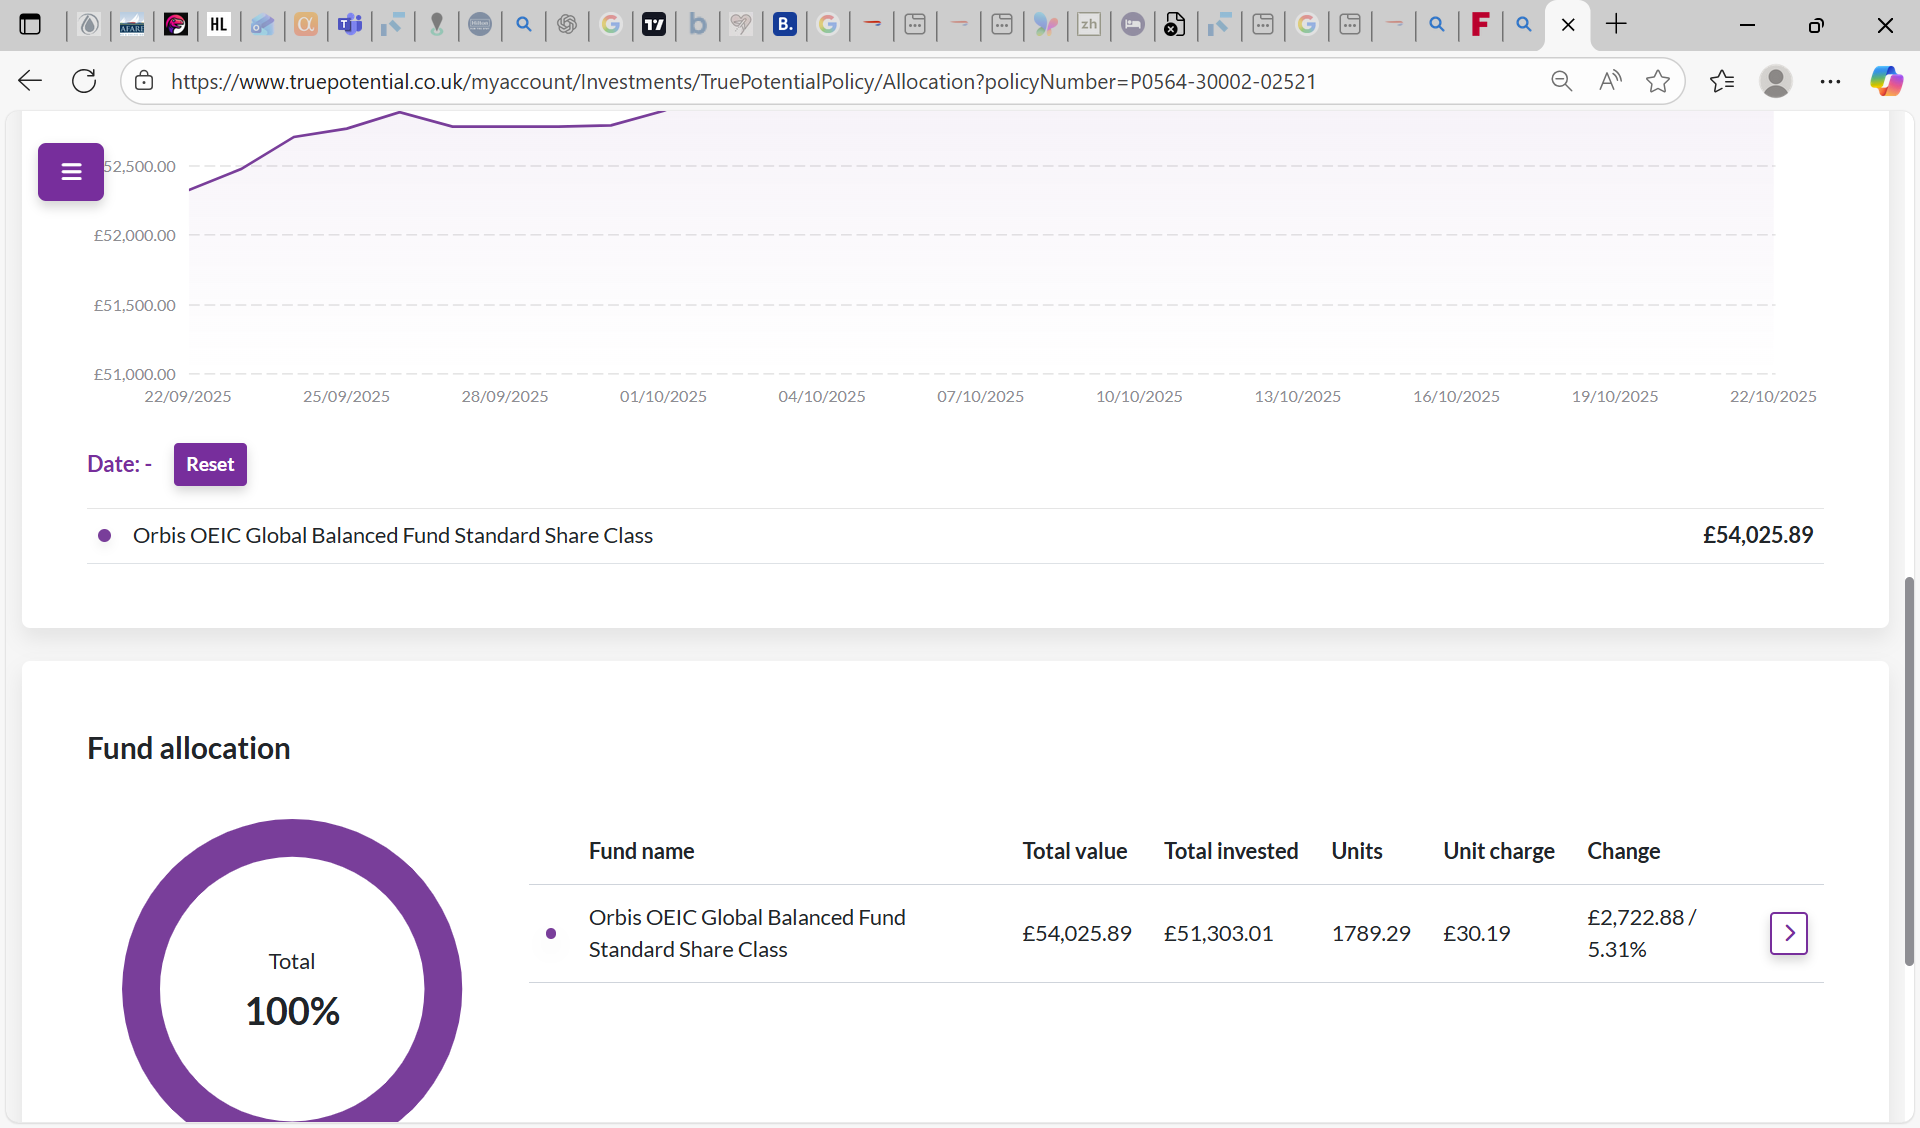 HL
B.
zh
F
https://www.truepotential.co.uk/myaccount/Investments/TruePotentialPolicy/Allocation?policyNumber=P0564-30002-02521
52,500.00
£52,000.00
£51,500.00
£51,000.00
22/09/2025 25/09/2025 28/09/2025 01/10/2025 04/10/2025 07/10/2025 10/10/2025 13/10/2025 16/10/2025 19/10/2025 22/10/2025
Date: - Reset
Orbis OEIC Global Balanced Fund Standard Share Class £54,025.89
Fund allocation
Fund name Total value Total invested Units Unit charge Change
Orbis OEIC Global Balanced Fund
Standard Share Class
£54,025.89 £51,303.01 1789.29 £30.19
£2,722.88 /
5.31%
Total
100%